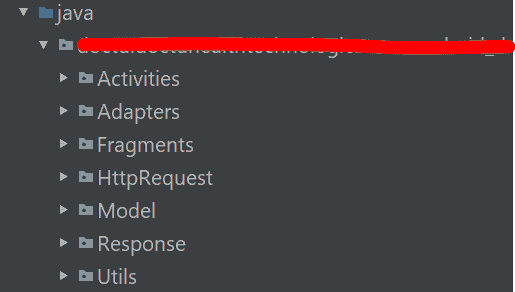 java
Activities
Adapters
Fragments
HttpRequest
Model
Response
Utils